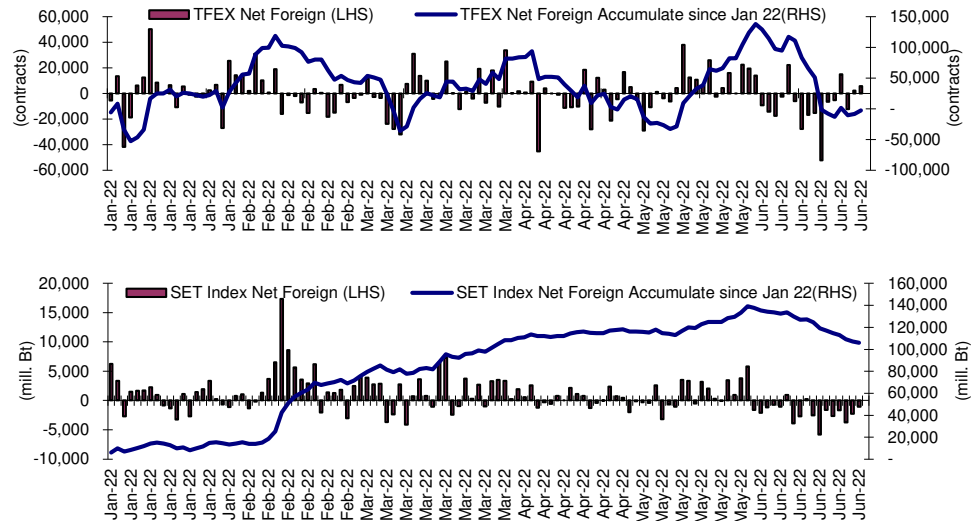 60,000
40,000
20,000
0
-20,000
-40,000
-60,000
(contracts)
TFEX Net Foreign (LHS)
TFEX Net Foreign Accumulate since Jan 22(RHS)
150,000
100,000
50,000
0
-50,000
-100,000
(contracts)
Jan-22
Jan-22
Jan-22
Jan-22
Jan-22
Jan-22
Jan-22
Feb-22
Feb-22
Feb-22
Feb-22
Feb-22
Feb-22
Mar-22
Mar-22
Mar-22
Mar-22
Mar-22
Mar-22
Mar-22
Mar-22
Apr-22
Apr-22
Apr-22
Apr-22
Apr-22
Apr-22
May-22
May-22
May-22
May-22
May-22
May-22
Jun-22
Jun-22
Jun-22
Jun-22
Jun-22
Jun-22
20,000
15,000
10,000
5,000
0
-5,000
-10,000
(mill. Bt)
SET Index Net Foreign (LHS)
SET Index Net Foreign Accumulate since Jan 22(RHS)
160,000
140,000
120,000
100,000
80,000
60,000
40,000
20,000
-
(mill. Bt)
Jan-22
Jan-22
Jan-22
Jan-22
Jan-22
Jan-22
Jan-22
Feb-22
Feb-22
Feb-22
Feb-22
Feb-22
Feb-22
Mar-22
Mar-22
Mar-22
Mar-22
Mar-22
Mar-22
Mar-22
Mar-22
Apr-22
Apr-22
Apr-22
Apr-22
Apr-22
Apr-22
May-22
May-22
May-22
May-22
May-22
May-22
Jun-22
Jun-22
Jun-22
Jun-22
Jun-22
Jun-22